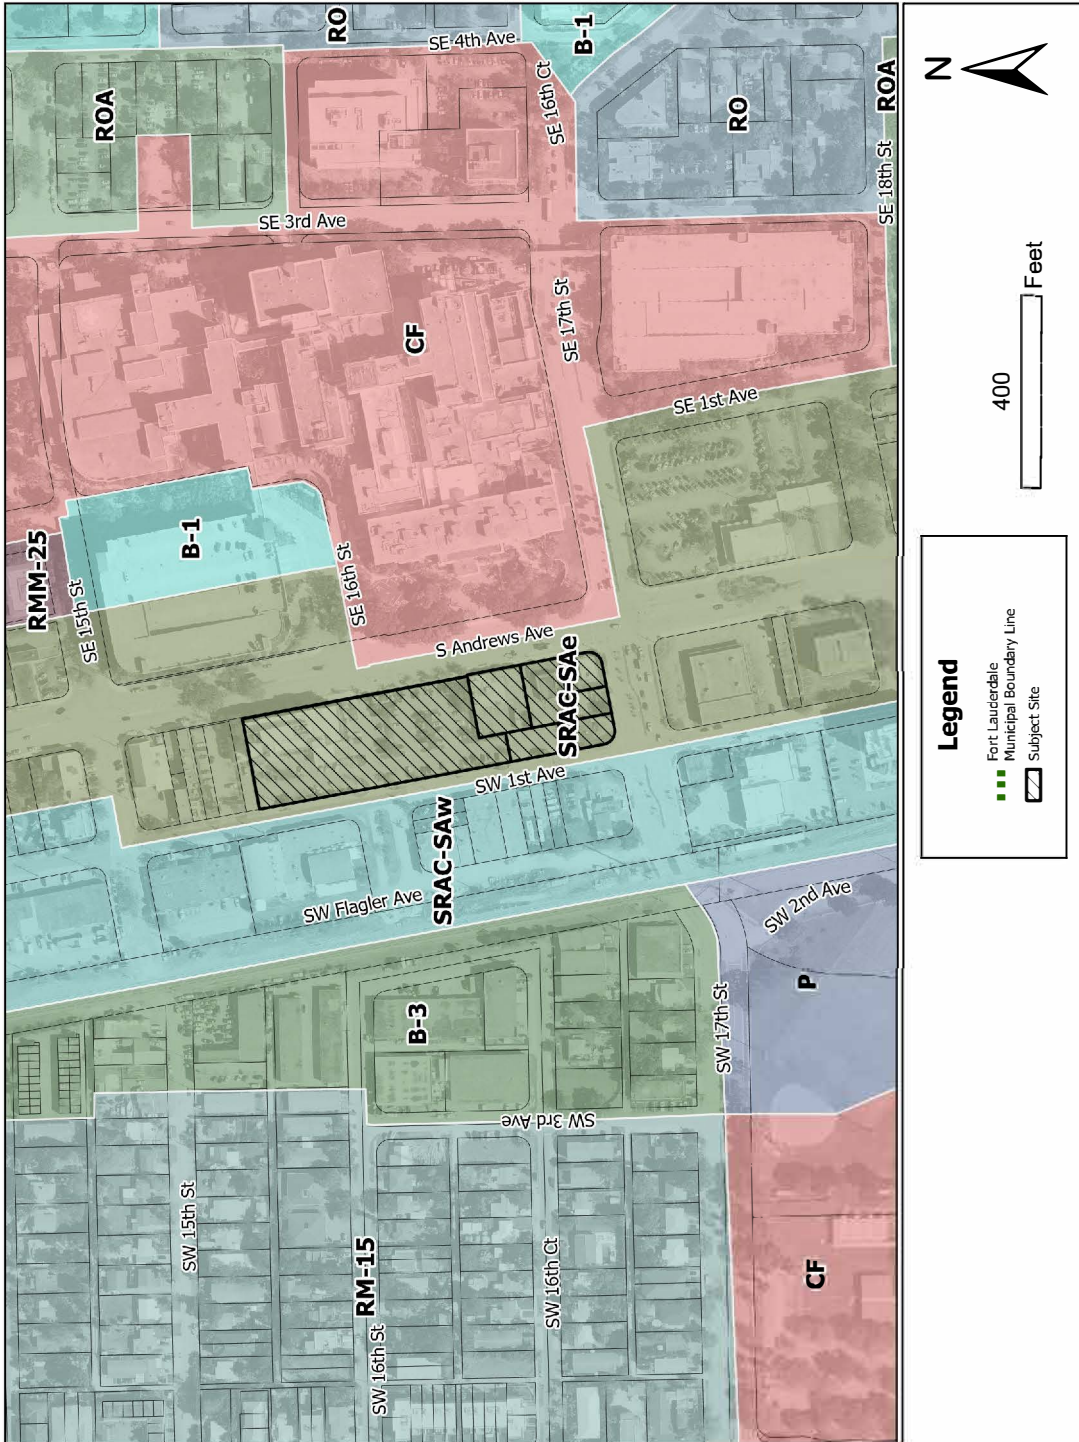 RO
SE 4th Ave
B-1
SE 16th Ct
ROA
RO
ROA
SE 18th St
SE 3rd Ave
CF
SE 17th St
SE 1st Ave
RMM-25
SE 15th St
B-1
SE 16th St
S Andrews Ave
SRAC-SAe
SW 1st Ave
SRAC-SAw
SW Flagler Ave
SW 2nd Ave
P
B-3
SW 17th St
SW 3rd Ave
SW 15th St
RM-15
SW 16th St
SW 16th Ct
CF
N
400
Feet
Legend
Fort Lauderdale
Municipal Boundary Line
Subject Site